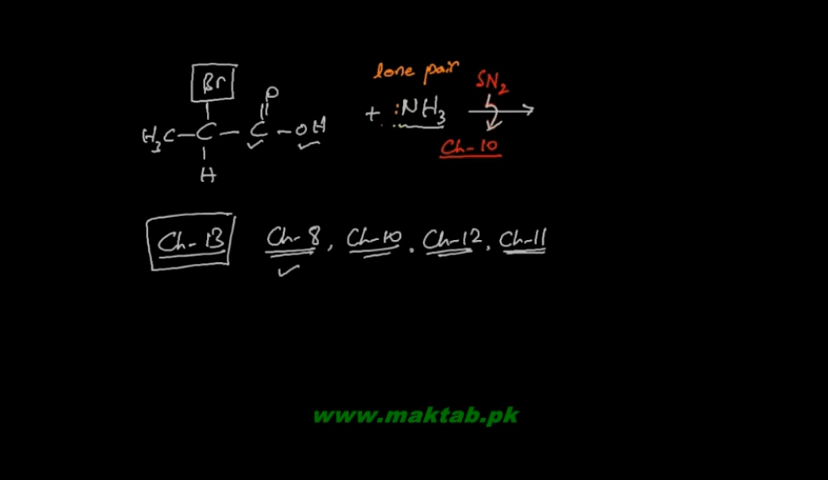 lone pair
SN2
Br
O
H3C-C-C-OH + :NH3
H
Ch-10
Ch-13 Ch-8, Ch-10, Ch-12, Ch-11
www.maktab.pk